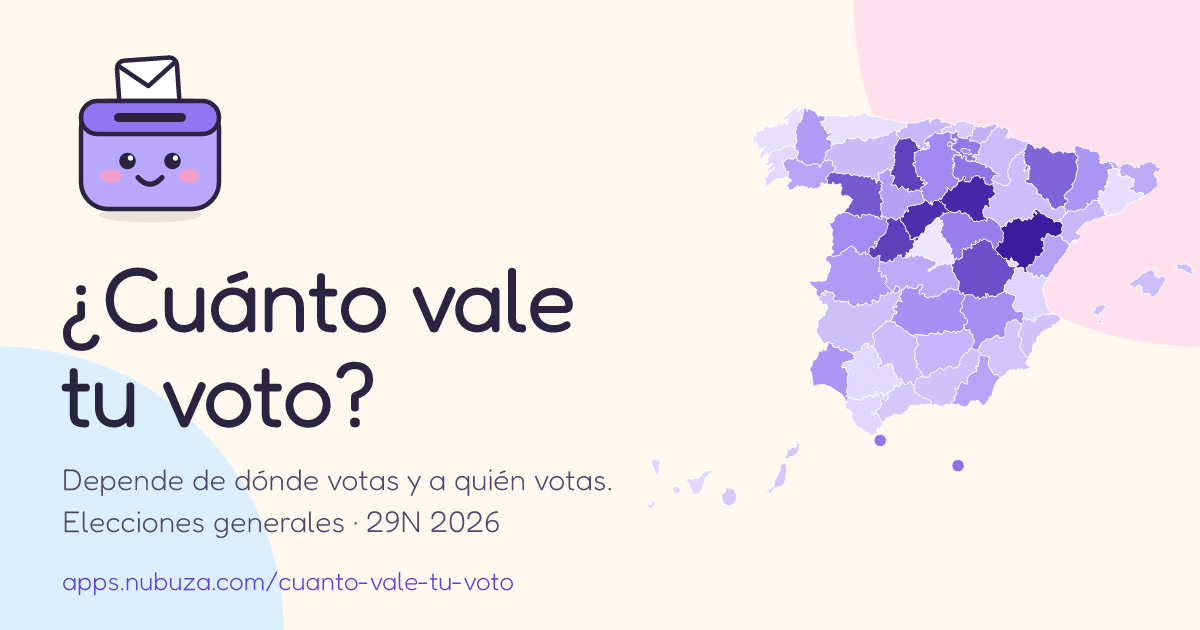 ¿Cuánto vale
tu voto?
Depende de dónde votas y a quién votas.
Elecciones generales · 29N 2026
apps.nubuza.com/cuanto-vale-tu-voto